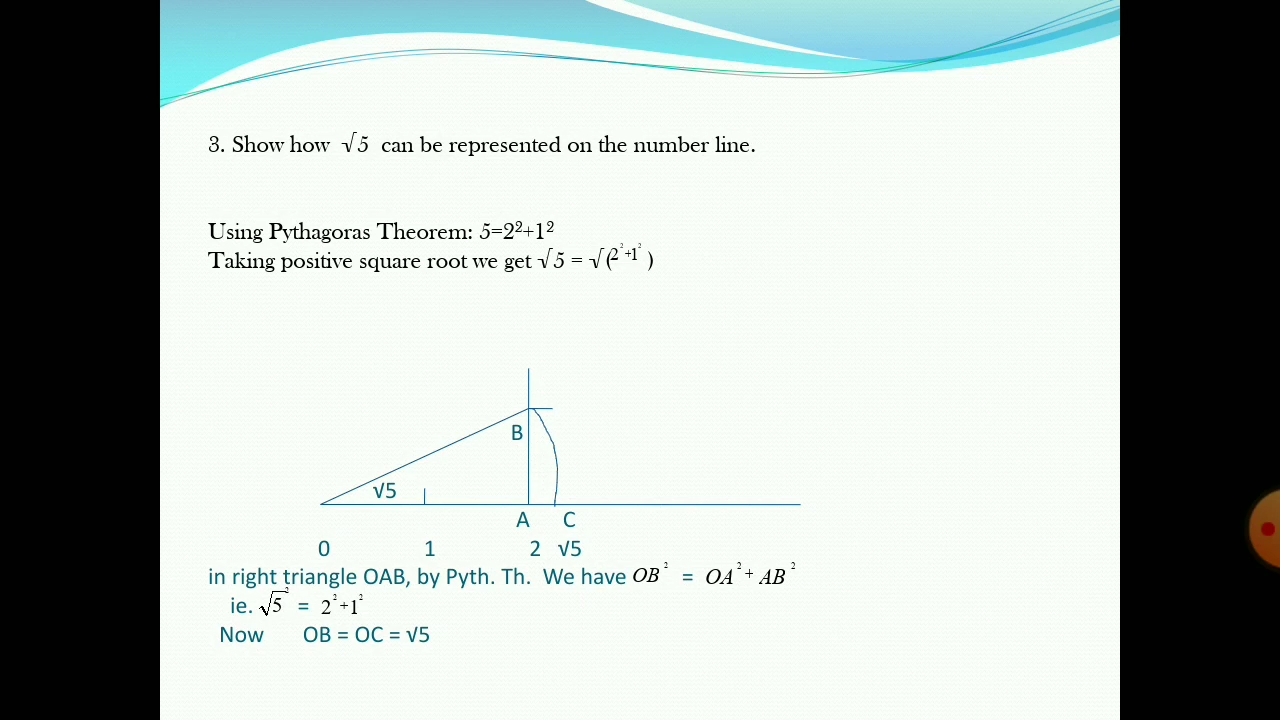 3. Show how √5 can be represented on the number line.
Using Pythagoras Theorem: 5=2²+1²
Taking positive square root we get √5 = √(2²+1²)
B
√5
A C
0 1 2 √5
in right triangle OAB, by Pyth. Th. We have OB² = OA² + AB²
ie. √5² = 2²+1²
Now OB = OC = √5